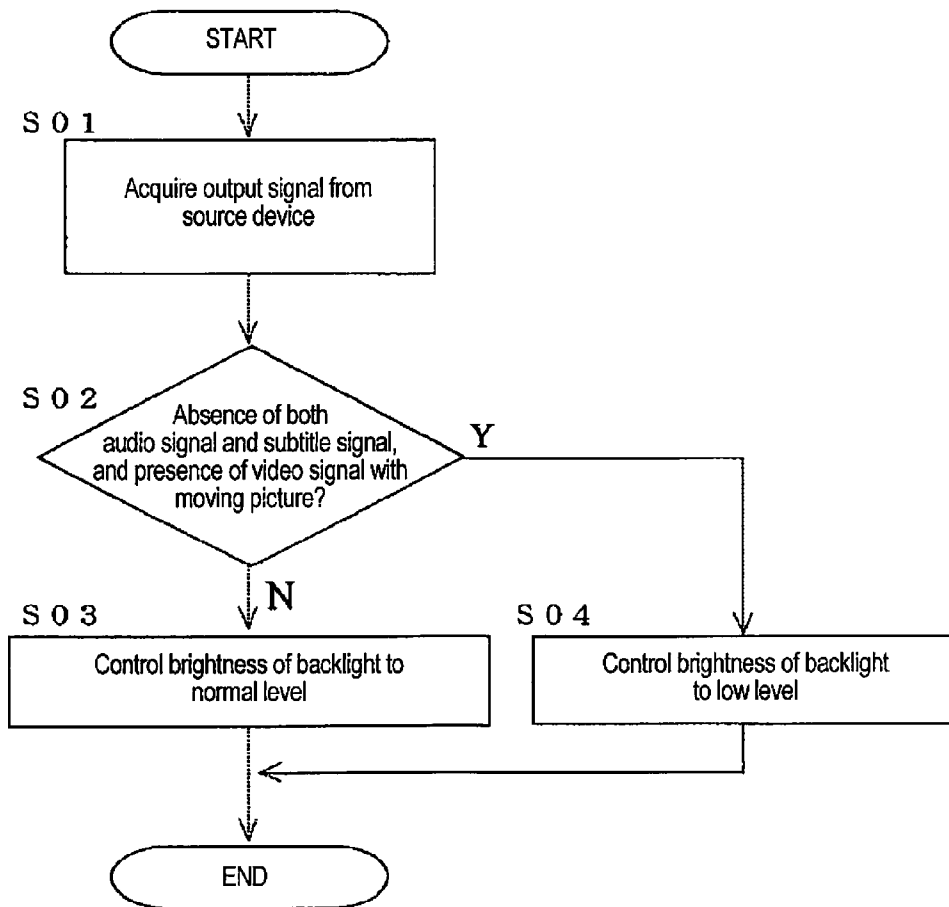 START
S01
Acquire output signal from
source device
S02
Absence of both
audio signal and subtitle signal,
and presence of video signal with
moving picture?
Y
N
S03
Control brightness of backlight to
normal level
S04
Control brightness of backlight
to low level
END